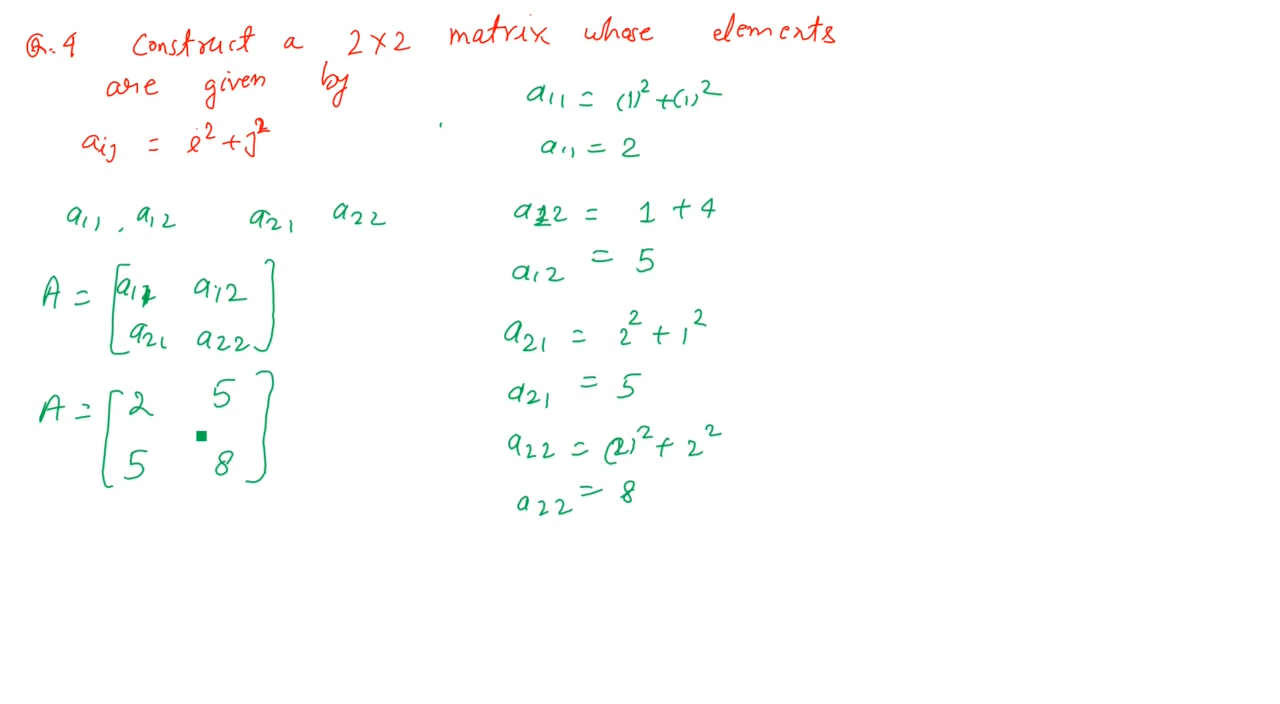 Q.4 Construct a 2×2 matrix whose elements
are given by
aij = i² + j²
a11, a12 a21 a22
A = [a11 a12
a21 a22]
A = [2 5
5 8]
a11 = (1)² + (1)²
a11 = 2
a12 = 1 + 4
a12 = 5
a21 = 2² + 1²
a21 = 5
a22 = (2)² + 2²
a22 = 8